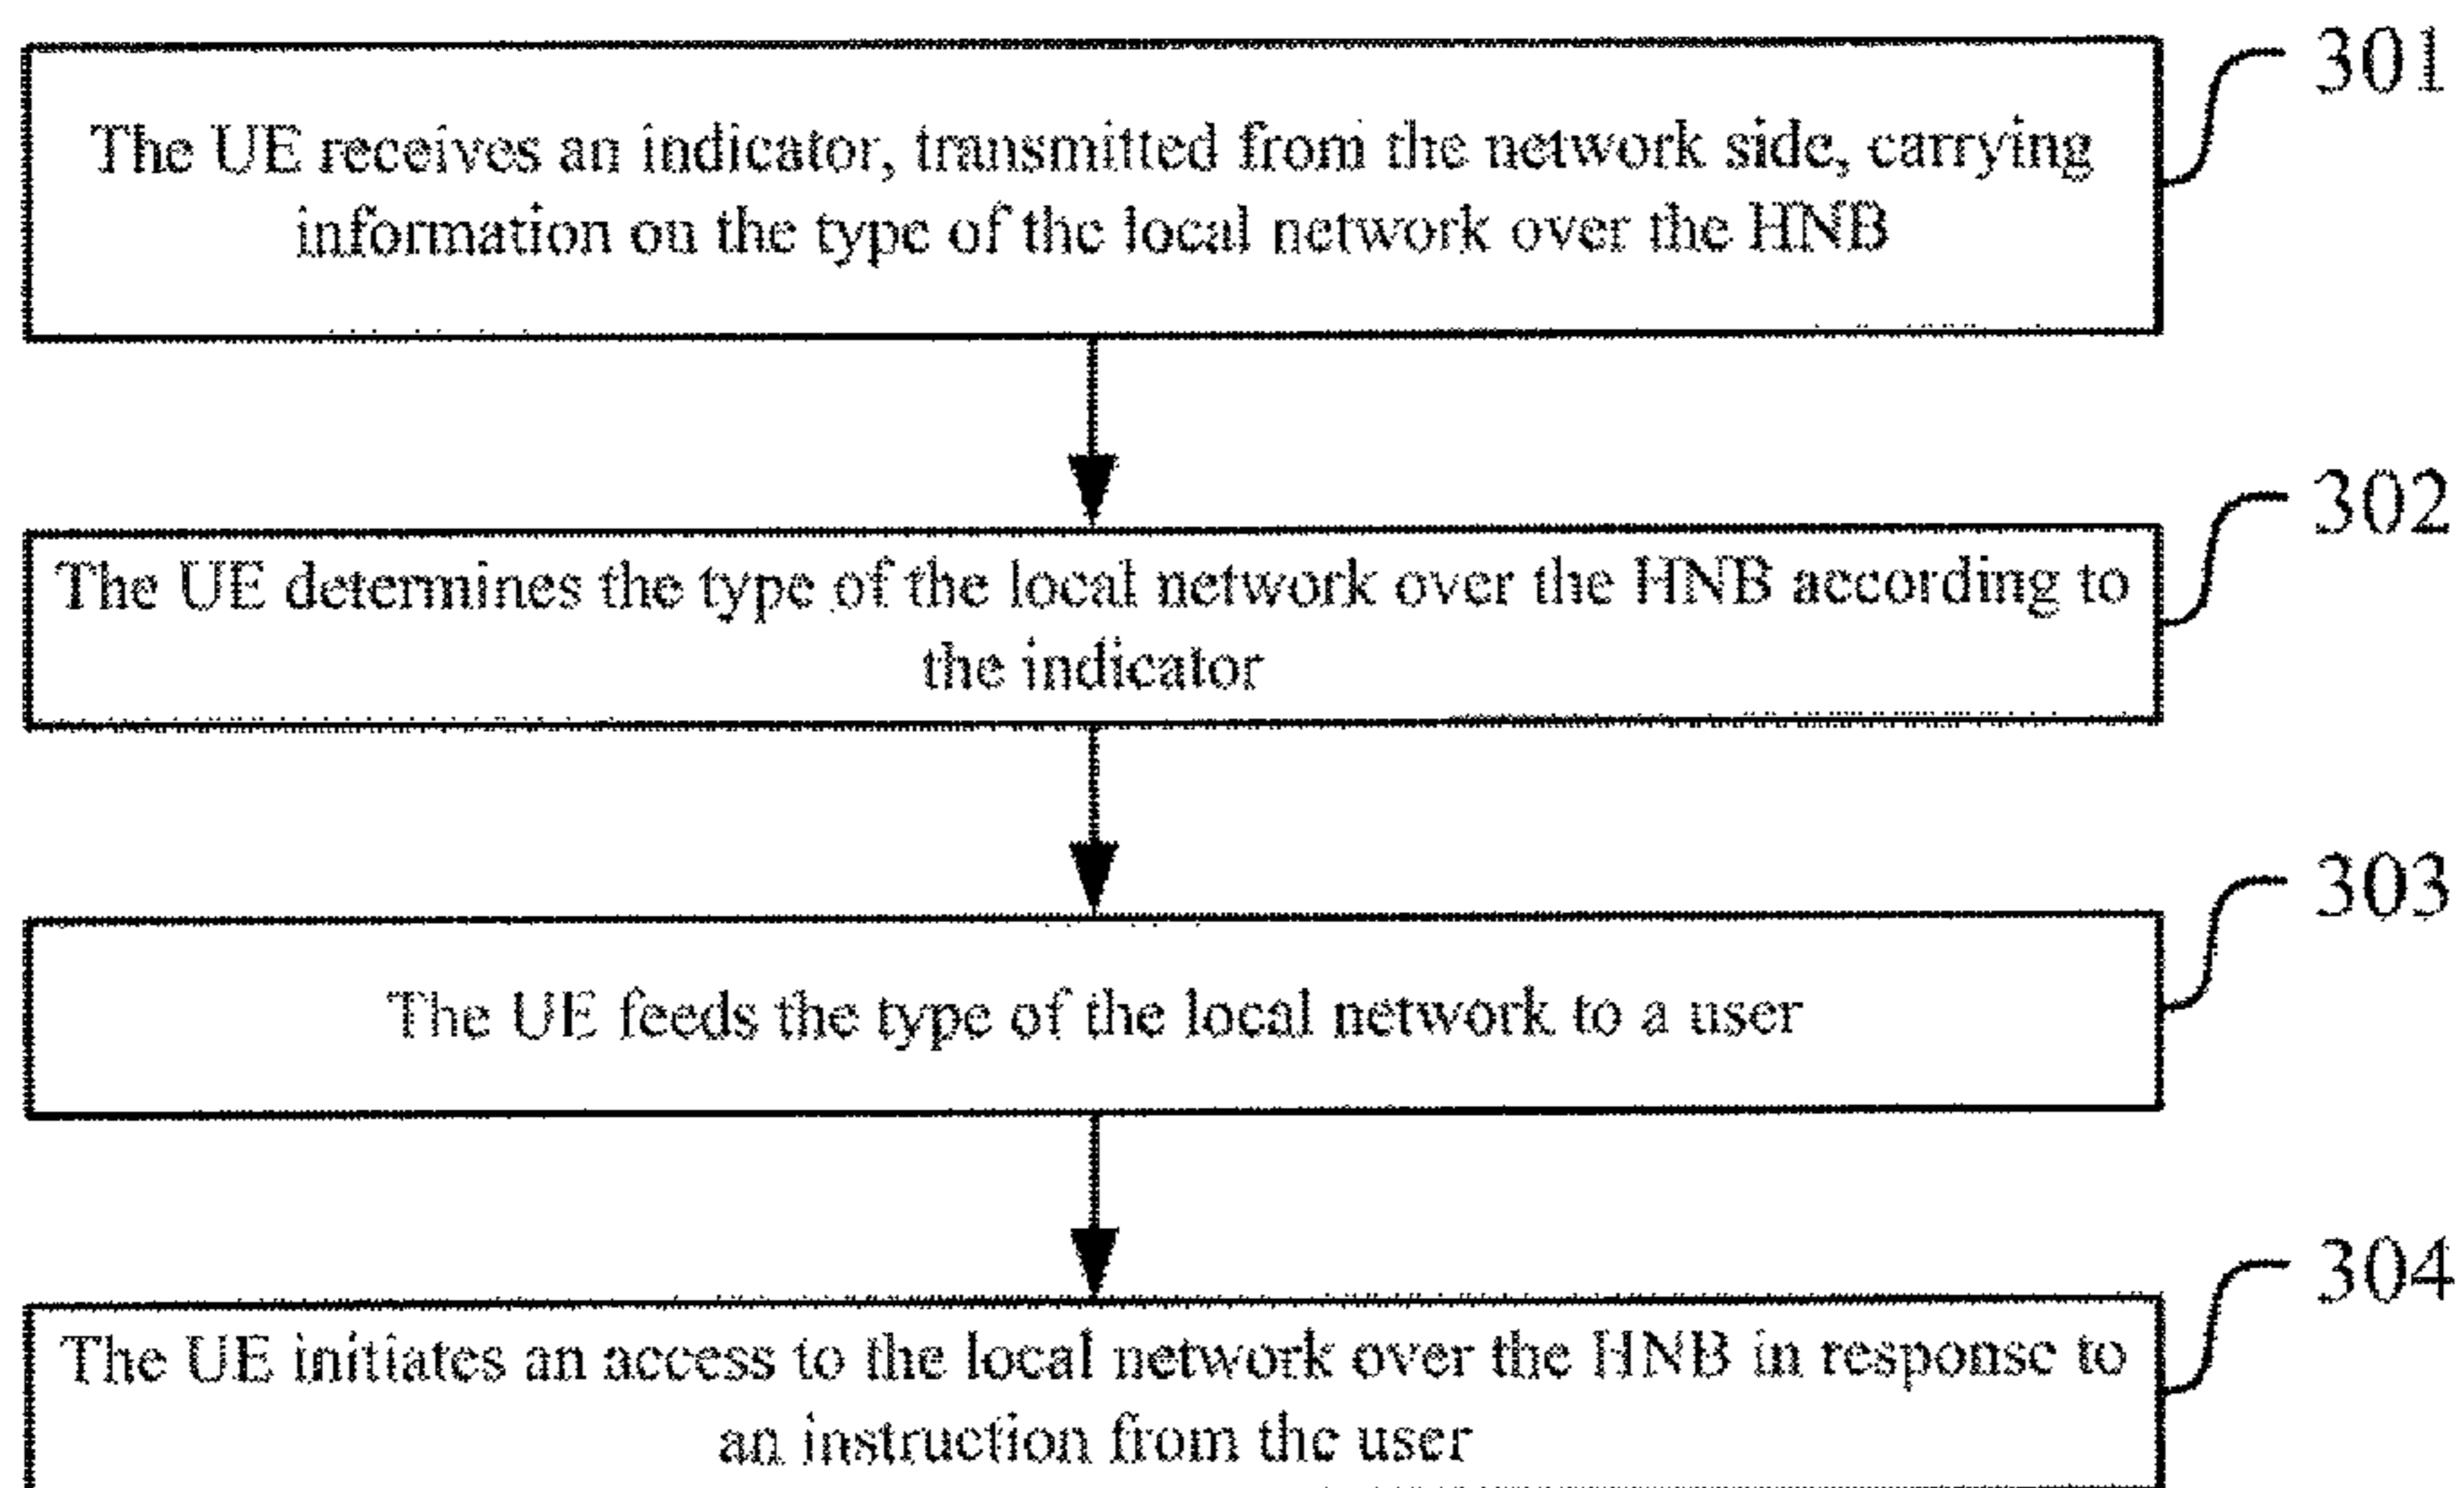 301
The UE receives an indicator, transmitted from the network side, carrying
information on the type of the local network over the HNB
302
The UE determines the type of the local network over the HNB according to
the indicator
303
The UE feeds the type of the local network to a user
304
The UE initiates an access to the local network over the HNB in response to
an instruction from the user